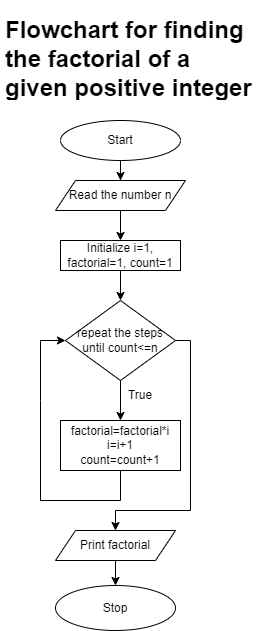 Flowchart for finding
the factorial of a
given positive integer
Start
Read the number n
Initialize i=1,
factorial=1, count=1
repeat the steps
until count<=n
True
factorial=factorial*i
i=i+1
count=count+1
Print factorial
Stop